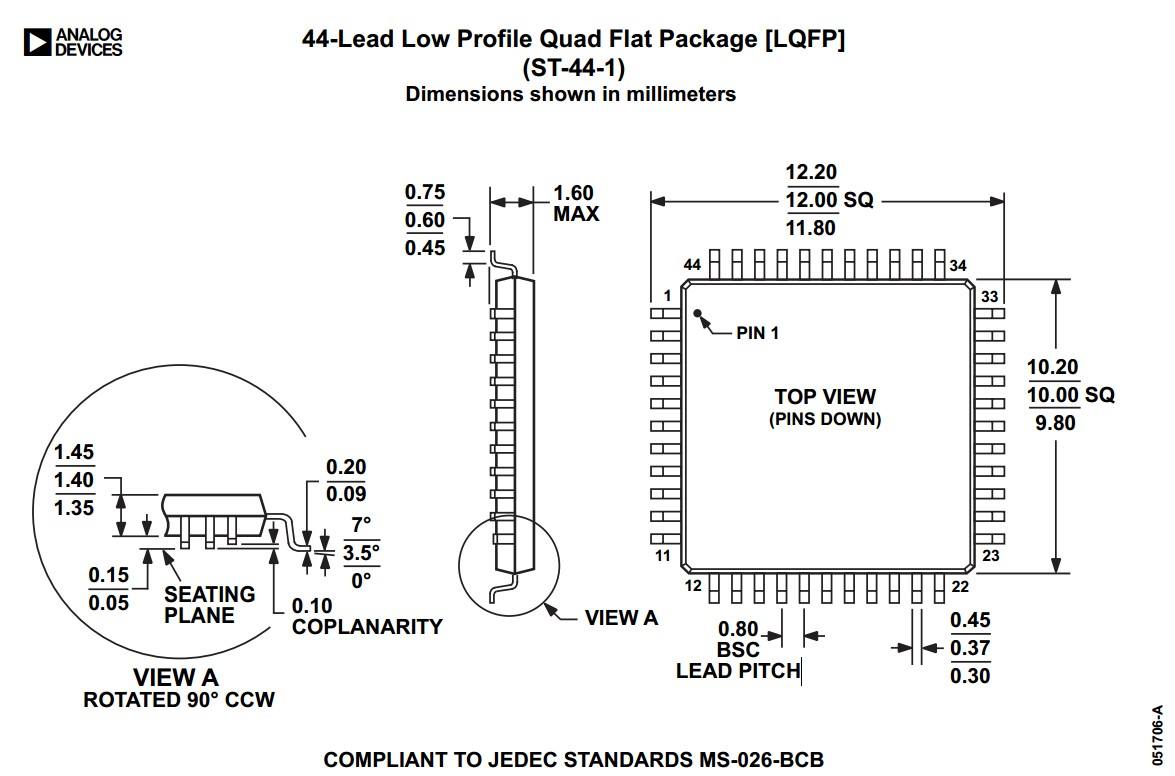 ANALOG
DEVICES
44-Lead Low Profile Quad Flat Package [LQFP]
(ST-44-1)
Dimensions shown in millimeters
0.75
0.60
0.45
1.60
MAX
12.20
12.00 SQ
11.80
44
34
1
33
PIN 1
TOP VIEW
(PINS DOWN)
10.20
10.00 SQ
9.80
11
23
12
22
0.80
BSC
LEAD PITCH
0.45
0.37
0.30
VIEW A
1.45
1.40
1.35
0.20
0.09
7°
3.5°
0°
0.15
0.05
SEATING
PLANE
0.10
COPLANARITY
VIEW A
ROTATED 90° CCW
COMPLIANT TO JEDEC STANDARDS MS-026-BCB
051706-A